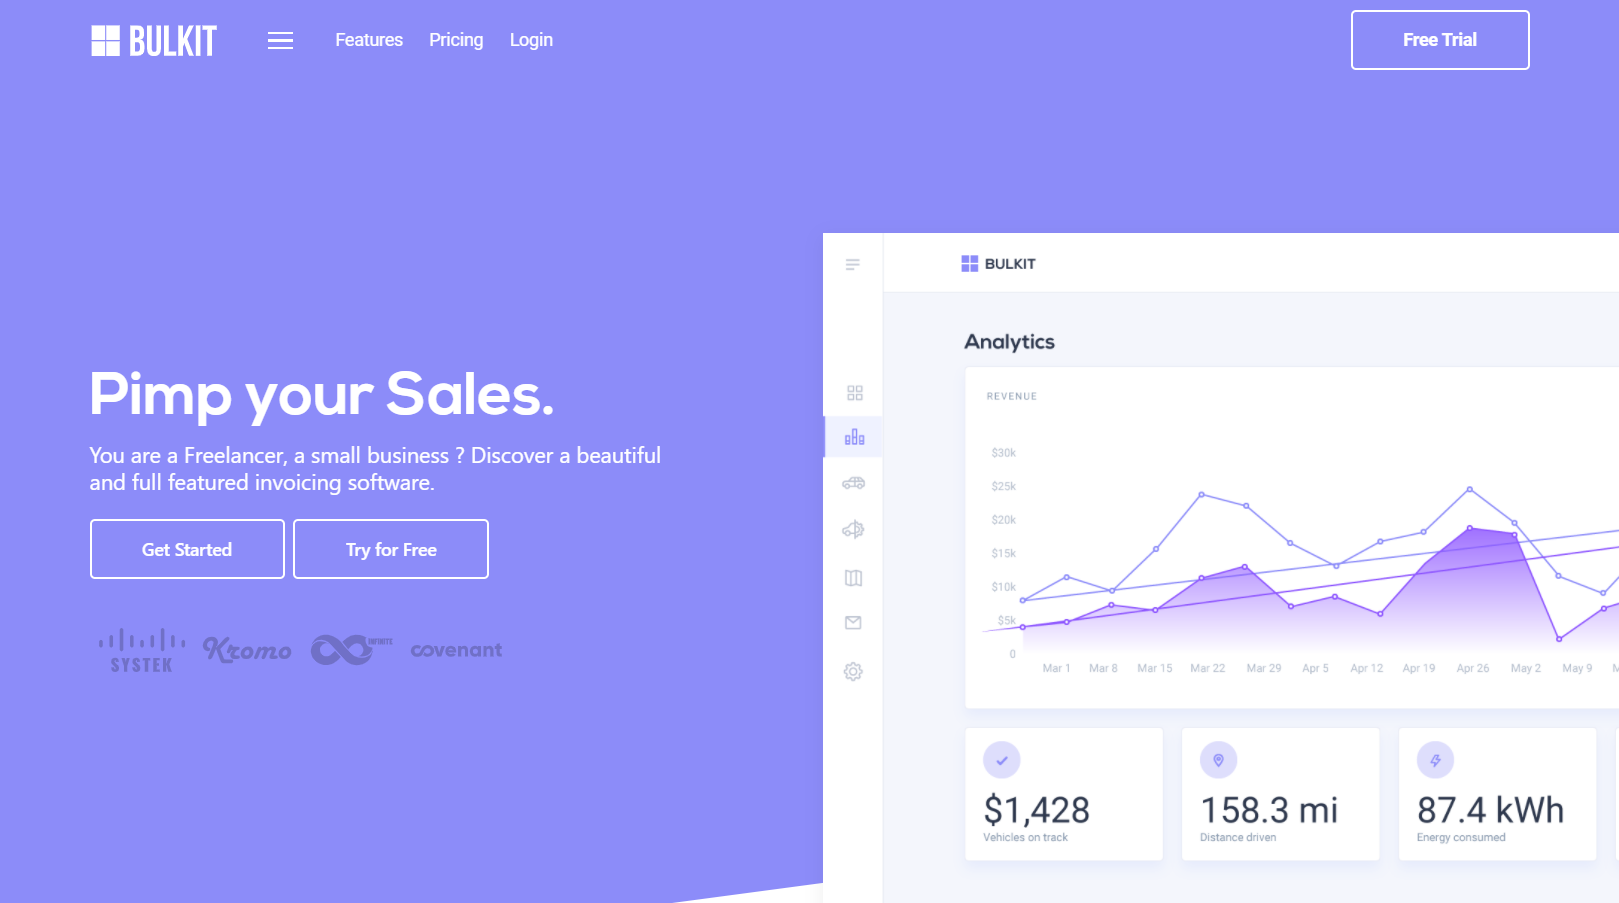 BULKIT
Features Pricing Login
Free Trial
Pimp your Sales.
You are a Freelancer, a small business ? Discover a beautiful
and full featured invoicing software.
Get Started
Try for Free
SYSTEK
Kromo
INFINITE
covenant
BULKIT
Analytics
REVENUE
$30k
$25k
$20k
$15k
$10k
$5k
0
Mar 1 Mar 8 Mar 15 Mar 22 Mar 29 Apr 5 Apr 12 Apr 19 Apr 26 May 2 May 9
$1,428
Vehicles on track
158.3 mi
Distance driven
87.4 kWh
Energy consumed